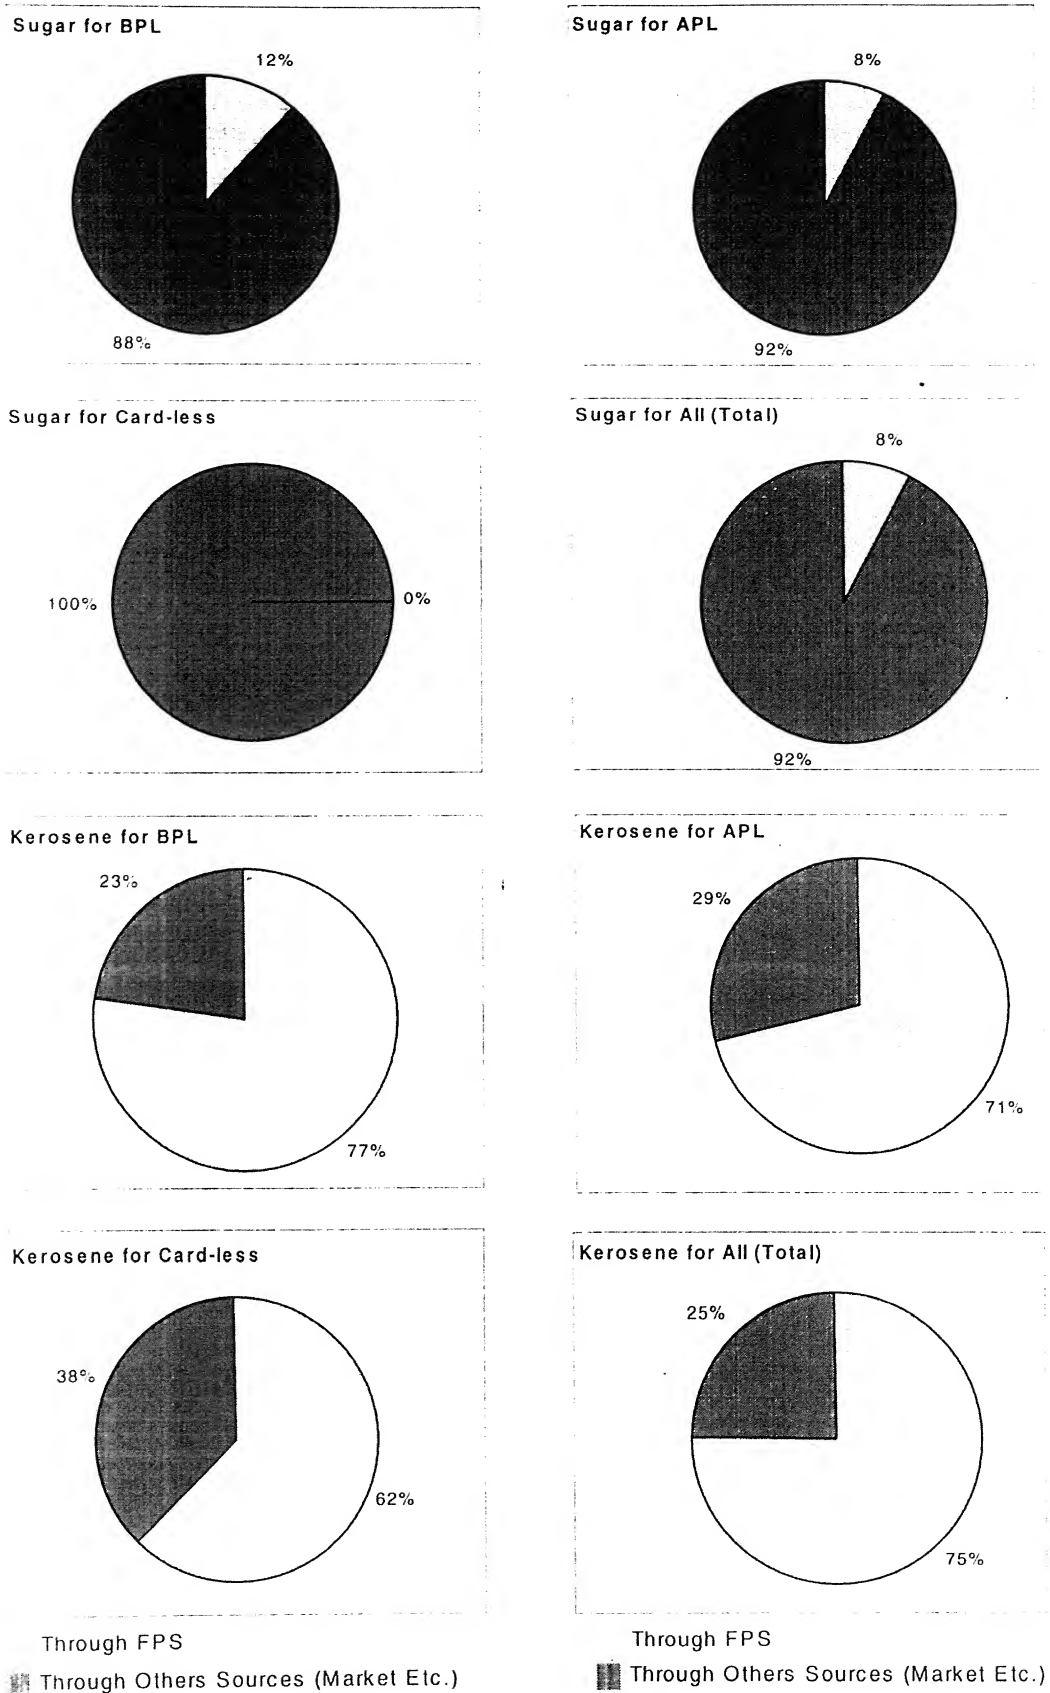 Sugar for BPL
12%
88%
Sugar for APL
8%
92%
Sugar for Card-less
100%
0%
Sugar for All (Total)
8%
92%
Kerosene for BPL
23%
77%
Kerosene for APL
29%
71%
Kerosene for Card-less
38%
62%
Kerosene for All (Total)
25%
75%
Through FPS
Through Others Sources (Market Etc.)
Through FPS
Through Others Sources (Market Etc.)